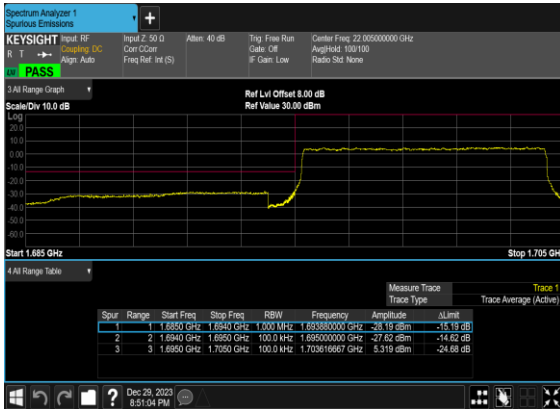 Spectrum Analyzer 1
Spurious Emissions
+
KEYSIGHT Input: RF Input Z: 50 Ω Atten: 40 dB Trig: Free Run Center Freq: 22.005000000 GHz
R T Coupling: DC Corr CCorr Gate: Off Avg|Hold: 100/100
Align: Auto Freq Ref: Int (S) IF Gain: Low Radio Std: None
PASS
3 All Range Graph Ref Lvl Offset 8.00 dB
Scale/Div 10.0 dB Ref Value 30.00 dBm
Log
20.0
10.0
0.00
-10.0
-20.0
-30.0
-40.0
-50.0
-60.0
Start 1.685 GHz Stop 1.705 GH
4 All Range Table
Measure Trace Trace 1
Trace Type Trace Average (Active)
Spur Range Start Freq Stop Freq RBW Frequency Amplitude ΔLimit
1 1 1.6850 GHz 1.6940 GHz 1.000 MHz 1.693880000 GHz -28.19 dBm -15.19 dB
2 2 1.6940 GHz 1.6950 GHz 100.0 kHz 1.695000000 GHz -27.62 dBm -14.62 dB
3 3 1.6950 GHz 1.7050 GHz 100.0 kHz 1.703616667 GHz 5.319 dBm -24.68 dB
? Dec 29, 2023
8:51:04 PM